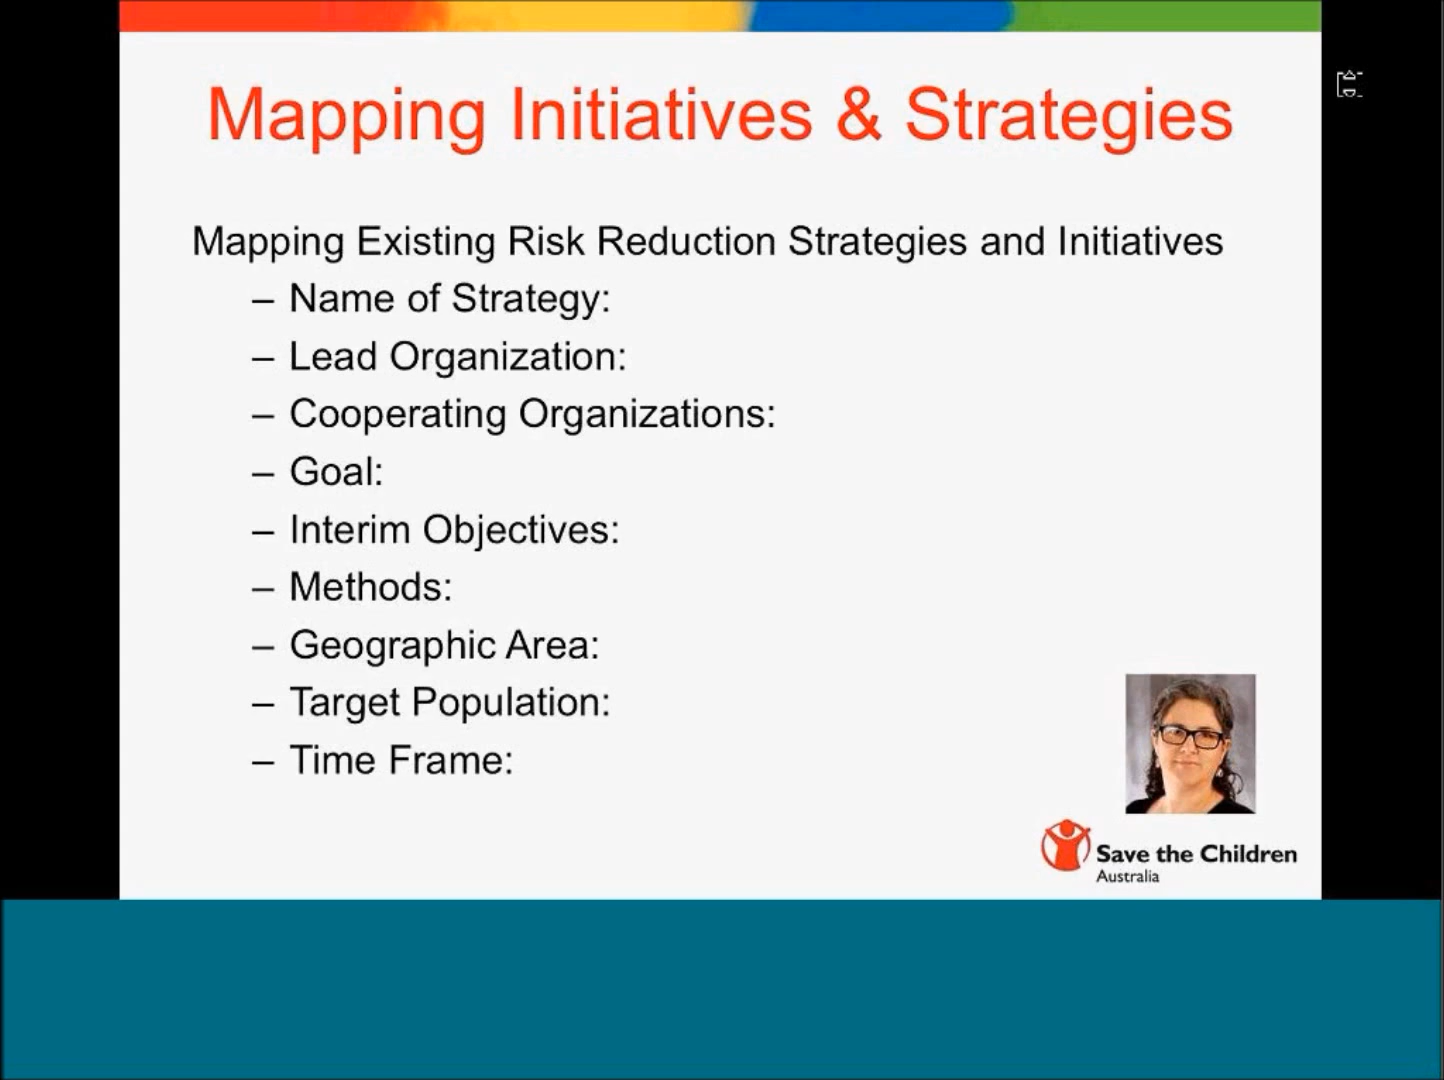 Mapping Initiatives & Strategies
Mapping Existing Risk Reduction Strategies and Initiatives
– Name of Strategy:
– Lead Organization:
– Cooperating Organizations:
– Goal:
– Interim Objectives:
– Methods:
– Geographic Area:
– Target Population:
– Time Frame:
Save the Children
Australia